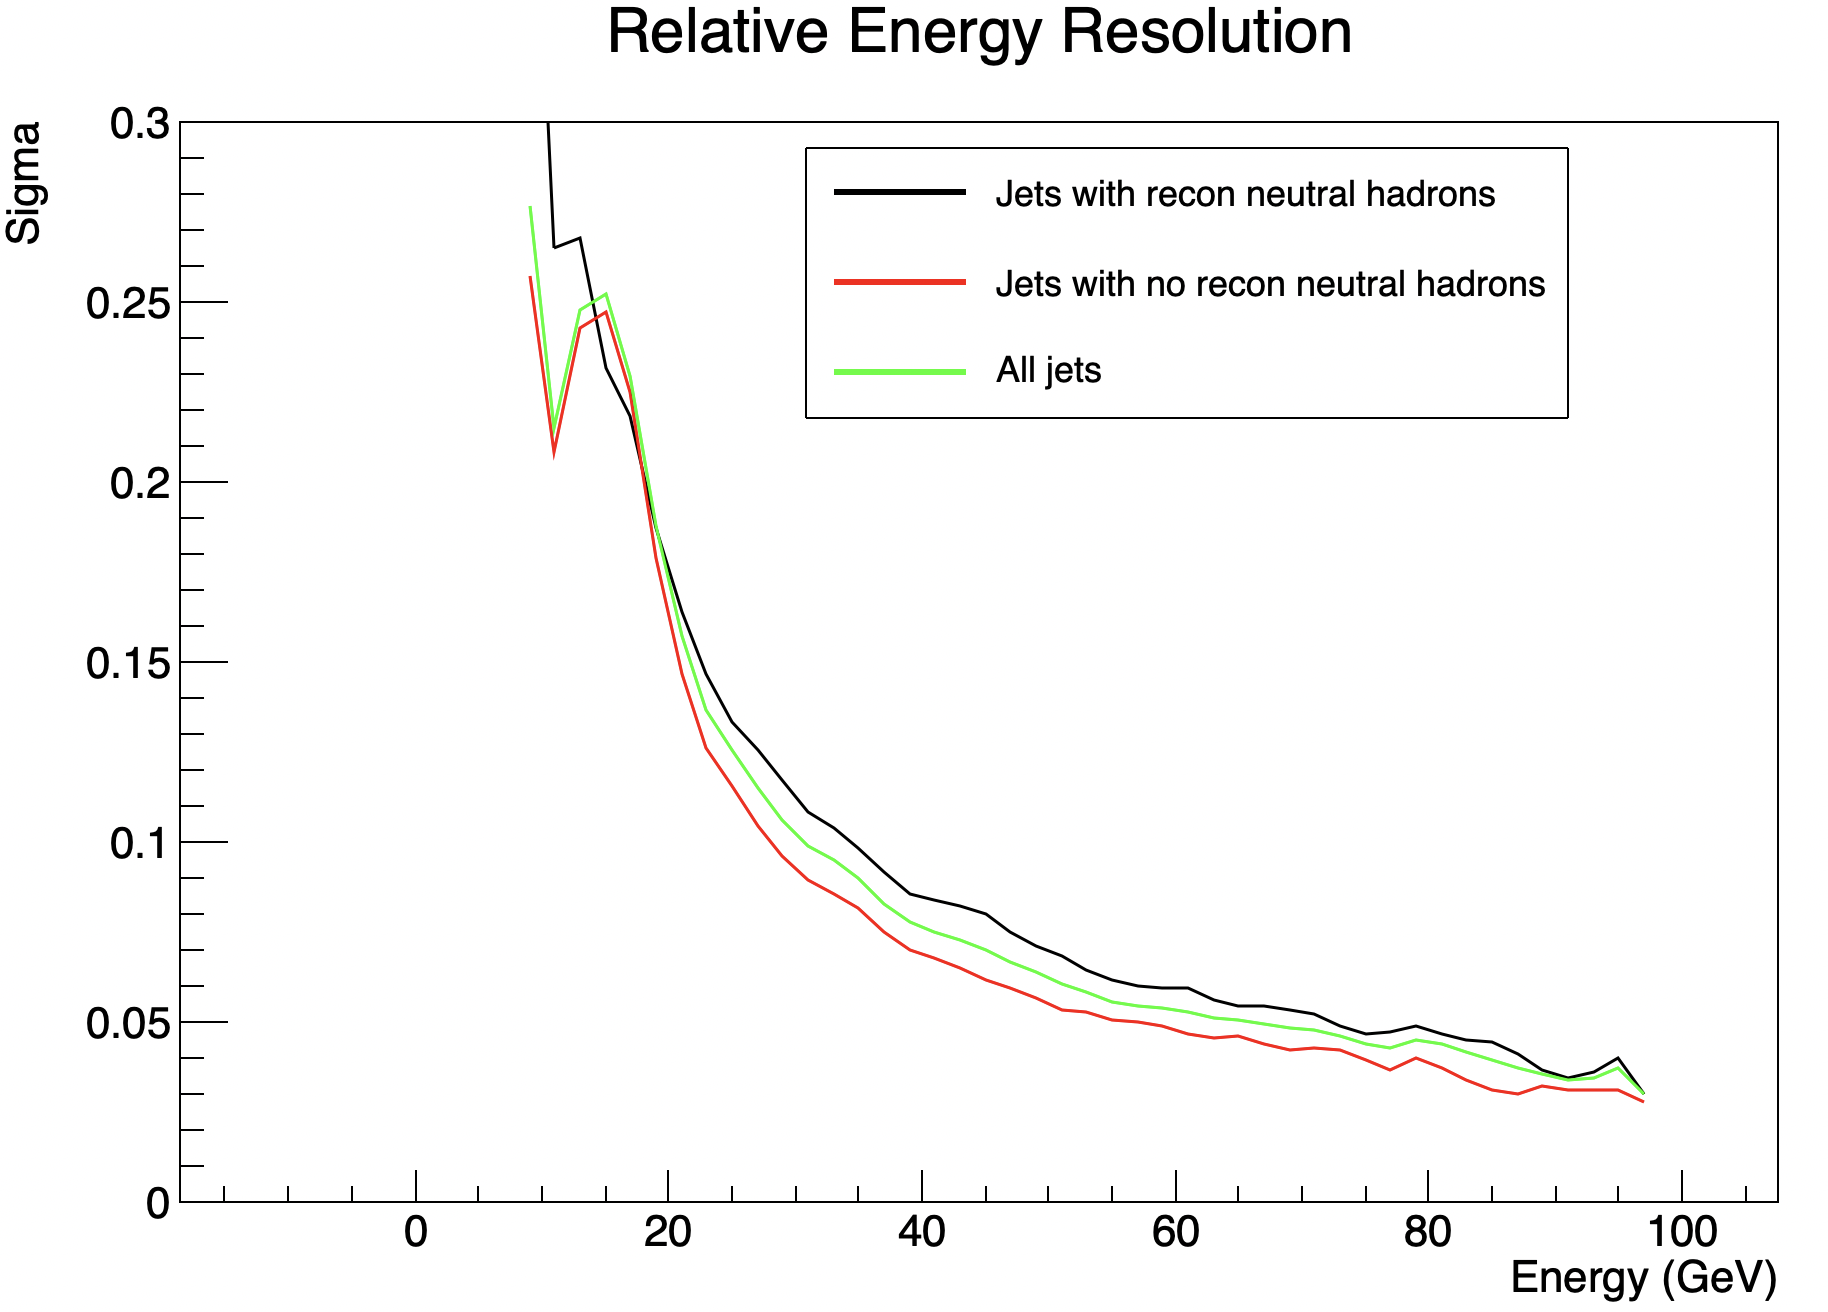 Relative Energy Resolution
Sigma
0.3
0.25
0.2
0.15
0.1
0.05
0
Jets with recon neutral hadrons
Jets with no recon neutral hadrons
All jets
0 20 40 60 80 100
Energy (GeV)